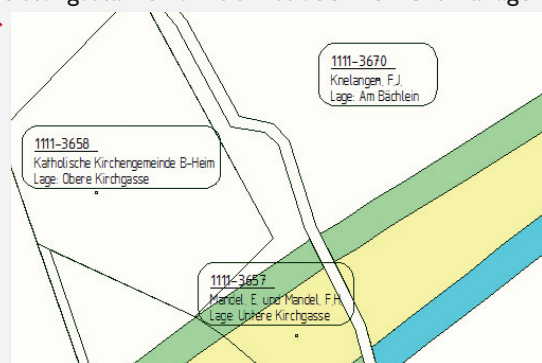 1111-3670
Knelangen, F.J.
Lage: Am Bächlein
1111-3658
Katholische Kirchengemeinde B-Heim
Lage: Obere Kirchgasse
1111-3657
Mandel, E. und Mandel, F.H.
Lage: Untere Kirchgasse